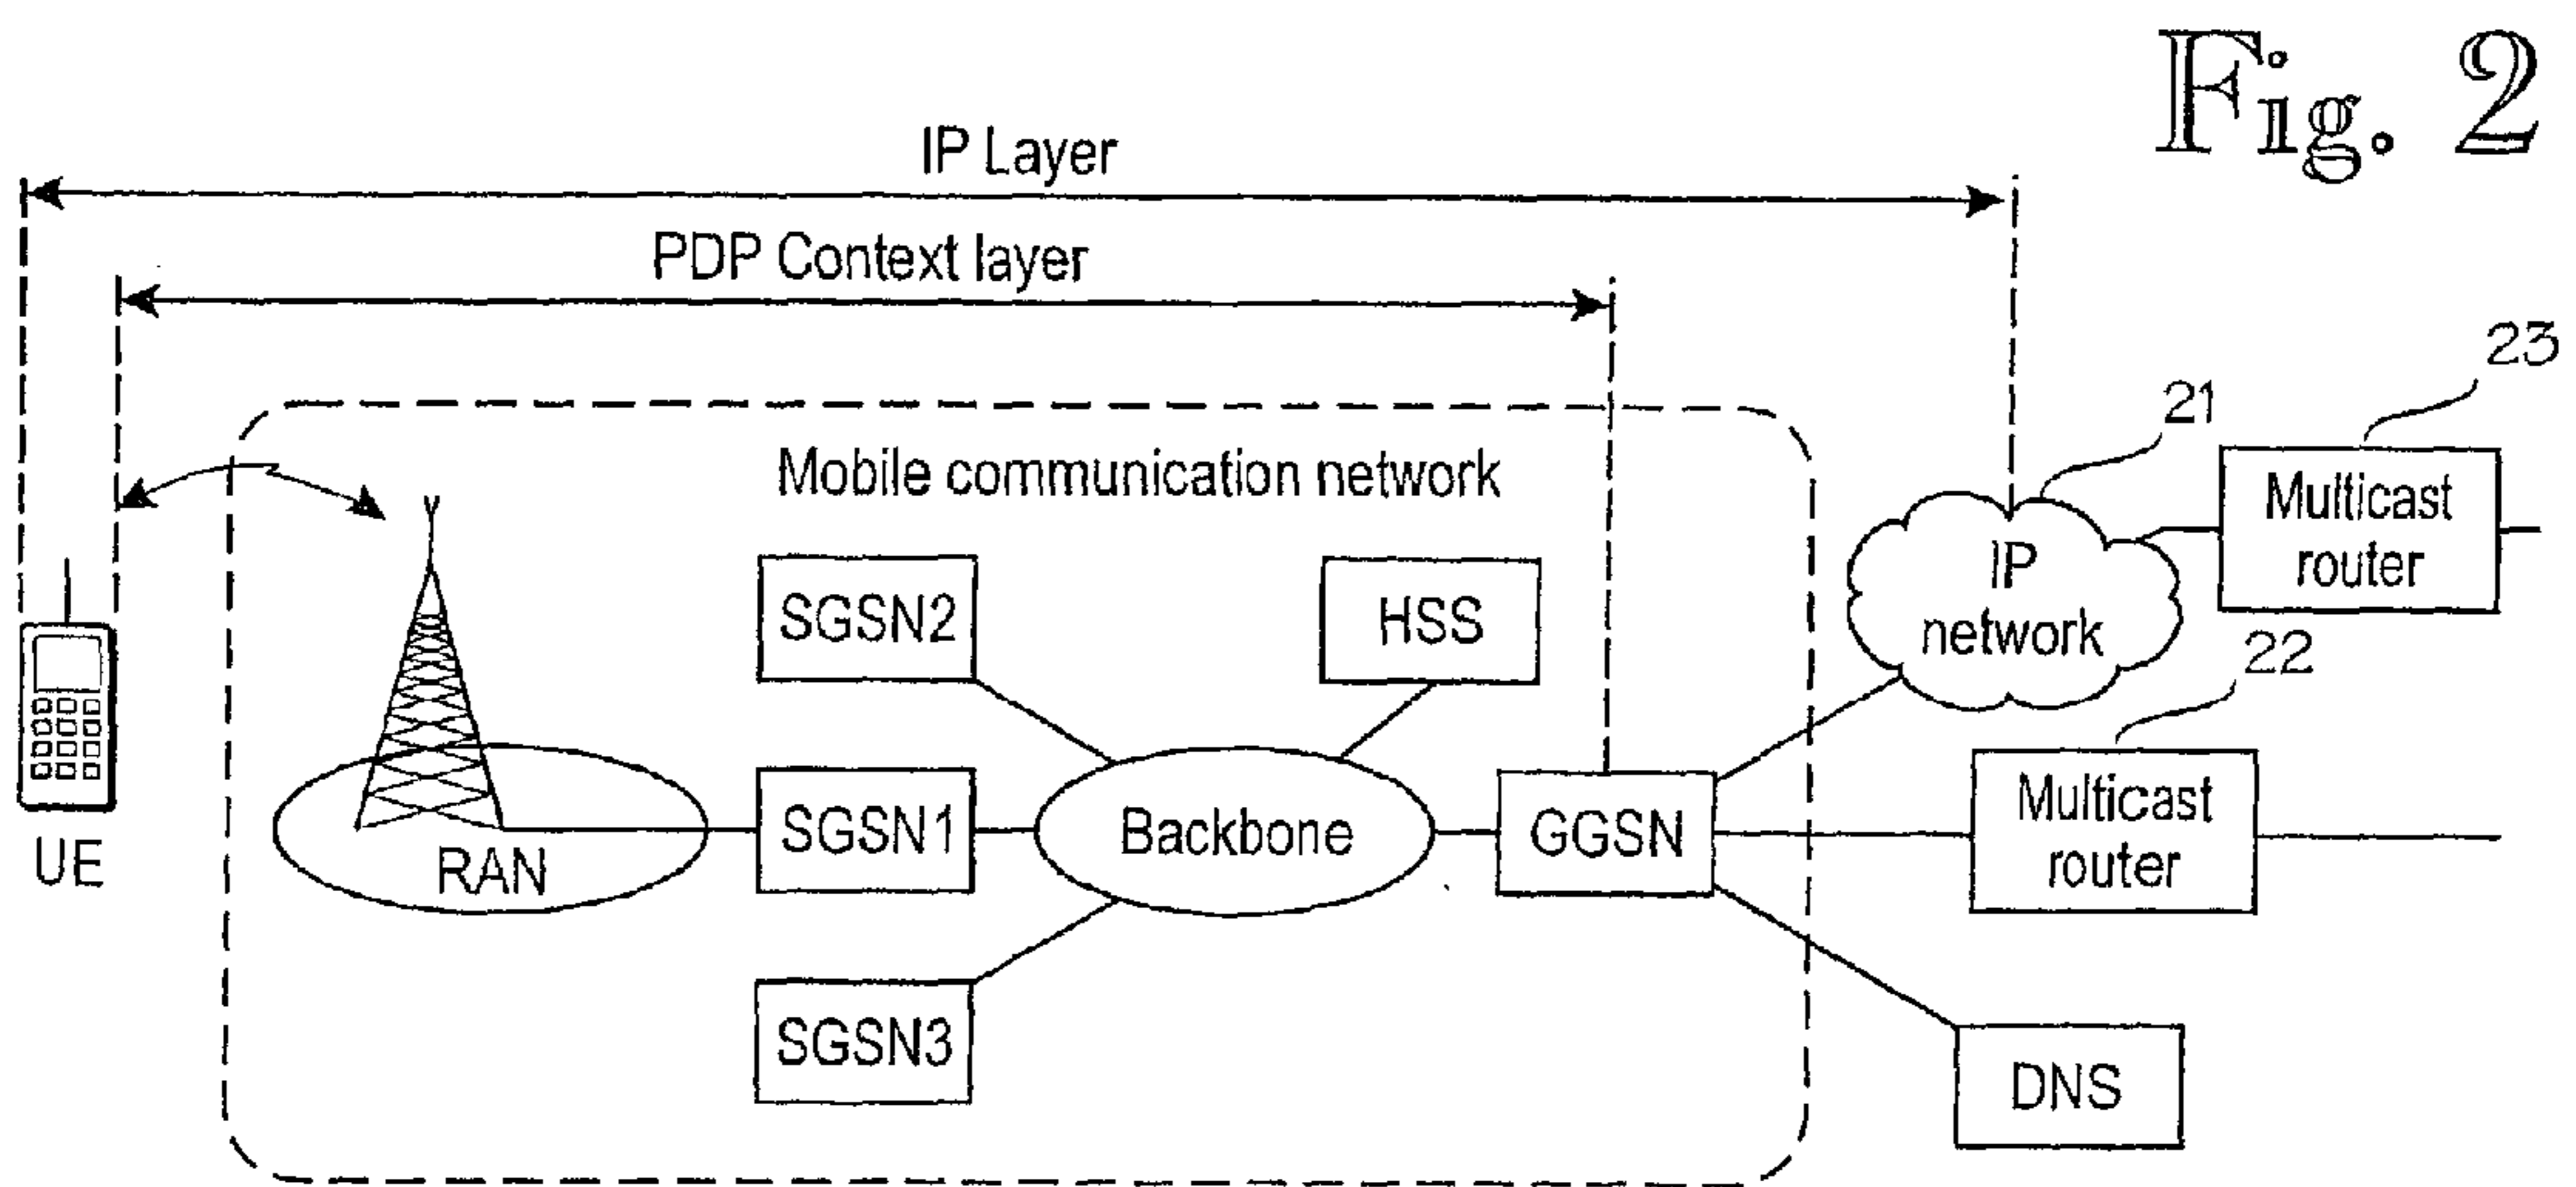 Fig. 2
IP Layer
PDP Context layer
23
21
Mobile communication network
Multicast
router
IP
network
SGSN2
HSS
22
UE
RAN
SGSN1
Backbone
GGSN
Multicast
router
SGSN3
DNS